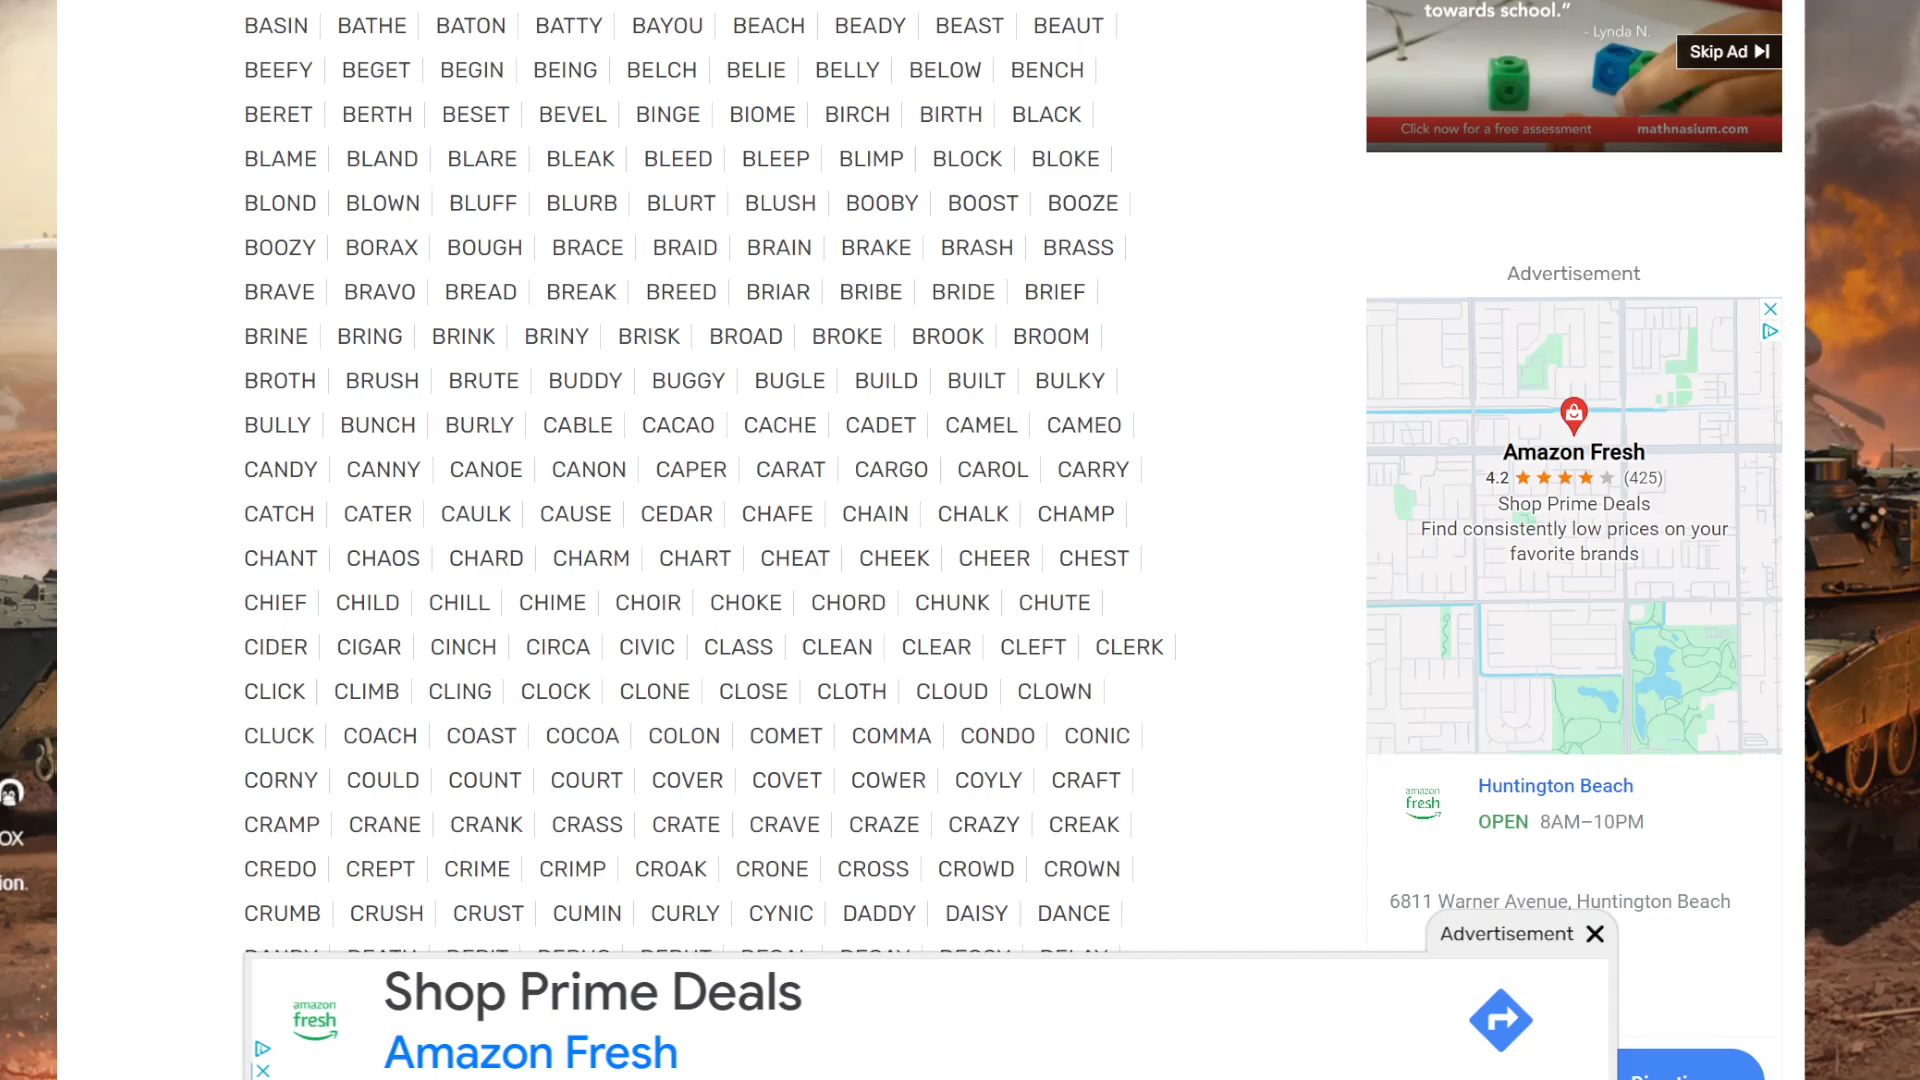 BASIN BATHE BATON BATTY BAYOU BEACH BEADY BEAST BEAUT
BEEFY BEGET BEGIN BEING BELCH BELIE BELLY BELOW BENCH
BERET BERTH BESET BEVEL BINGE BIOME BIRCH BIRTH BLACK
BLAME BLAND BLARE BLEAK BLEED BLEEP BLIMP BLOCK BLOKE
BLOND BLOWN BLUFF BLURB BLURT BLUSH BOOBY BOOST BOOZE
BOOZY BORAX BOUGH BRACE BRAID BRAIN BRAKE BRASH BRASS
BRAVE BRAVO BREAD BREAK BREED BRIAR BRIBE BRIDE BRIEF
BRINE BRING BRINK BRINY BRISK BROAD BROKE BROOK BROOM
BROTH BRUSH BRUTE BUDDY BUGGY BUGLE BUILD BUILT BULKY
BULLY BUNCH BURLY CABLE CACAO CACHE CADET CAMEL CAMEO
CANDY CANNY CANOE CANON CAPER CARAT CARGO CAROL CARRY
CATCH CATER CAULK CAUSE CEDAR CHAFE CHAIN CHALK CHAMP
CHANT CHAOS CHARD CHARM CHART CHEAT CHEEK CHEER CHEST
CHIEF CHILD CHILL CHIME CHOIR CHOKE CHORD CHUNK CHUTE
CIDER CIGAR CINCH CIRCA CIVIC CLASS CLEAN CLEAR CLEFT CLERK
CLICK CLIMB CLING CLOCK CLONE CLOSE CLOTH CLOUD CLOWN
CLUCK COACH COAST COCOA COLON COMET COMMA CONDO CONIC
CORNY COULD COUNT COURT COVER COVET COWER COYLY CRAFT
CRAMP CRANE CRANK CRASS CRATE CRAVE CRAZE CRAZY CREAK
CREDO CREPT CRIME CRIMP CROAK CRONE CROSS CROWD CROWN
CRUMB CRUSH CRUST CUMIN CURLY CYNIC DADDY DAISY DANCE
towards school.”
- Lynda N.
Skip Ad
Click now for a free assessment mathnasium.com
Advertisement
Amazon Fresh
4.2 (425)
Shop Prime Deals
Find consistently low prices on your
favorite brands
amazon
fresh
Huntington Beach
OPEN 8AM–10PM
6811 Warner Avenue, Huntington Beach
Advertisement
amazon
fresh
Shop Prime Deals
Amazon Fresh
OX
ion.